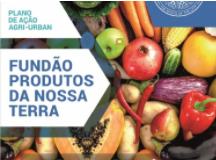 PLANO
DE AÇÃO
AGRI-URBAN
FUNDÃO
PRODUTOS
DA NOSSA
TERRA